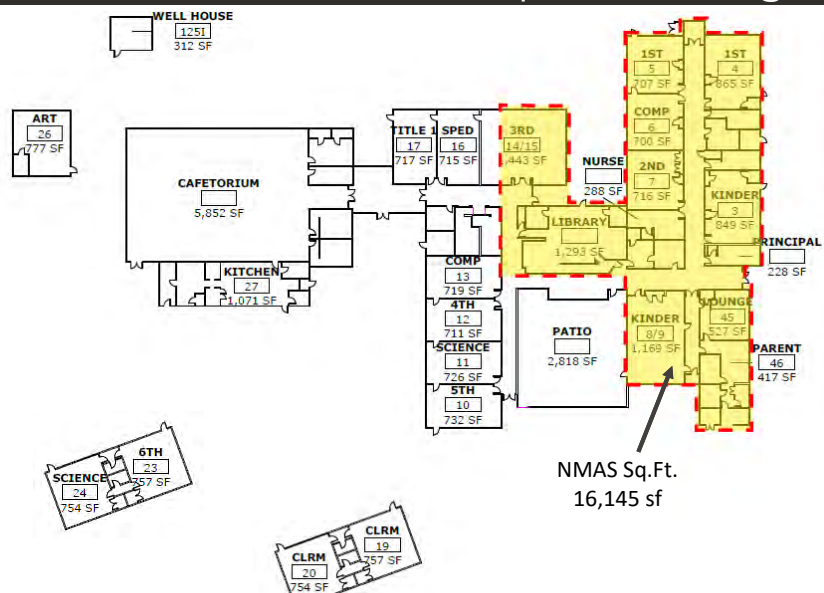 WELL HOUSE
125I
312 SF
ART
26
777 SF
CAFETORIUM
5,852 SF
KITCHEN
27
1,071 SF
TITLE 1
17
717 SF
SPED
16
715 SF
3RD
14/15
,443 SF
NURSE
288 SF
1ST
5
707 SF
1ST
4
865 SF
COMP
6
700 SF
2ND
7
716 SF
KINDER
3
849 SF
LIBRARY
1,293 SF
PRINCIPAL
228 SF
COMP
13
719 SF
4TH
12
711 SF
SCIENCE
11
726 SF
5TH
10
732 SF
PATIO
2,818 SF
KINDER
8/9
1,169 SF
LOUNGE
45
527 SF
PARENT
46
417 SF
NMAS Sq.Ft.
16,145 sf
6TH
23
757 SF
SCIENCE
24
754 SF
CLRM
19
757 SF
CLRM
20
754 SF